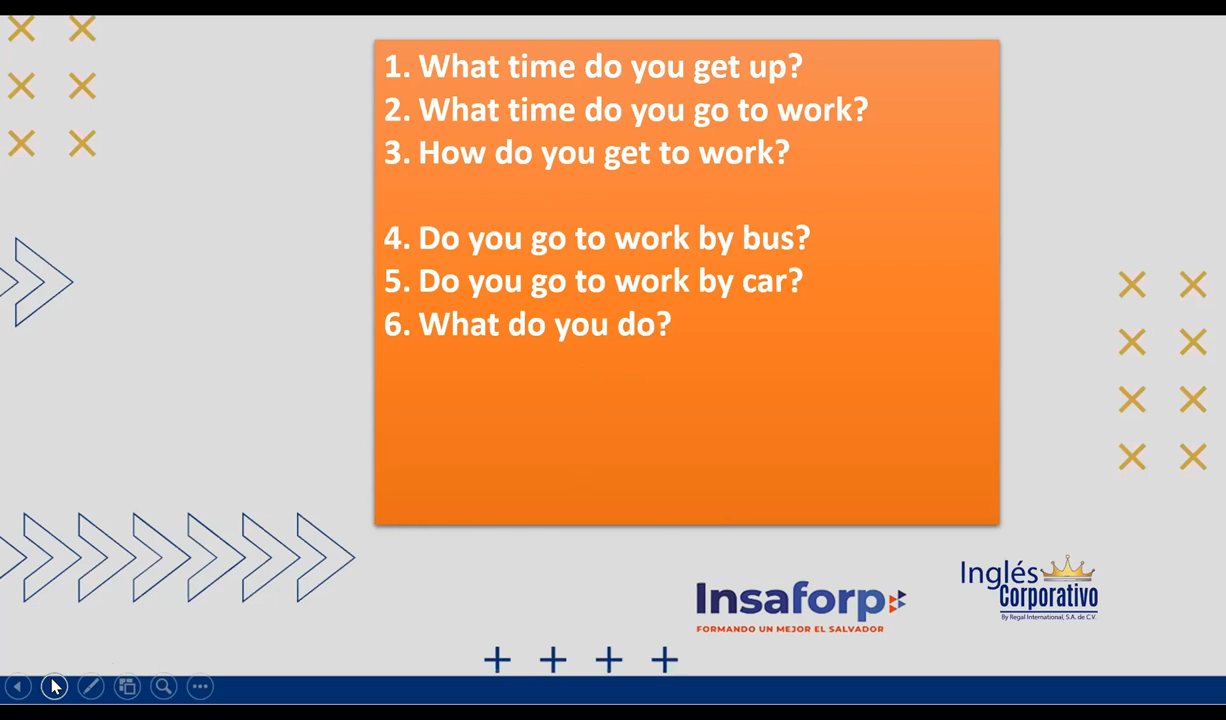 1. What time do you get up?
2. What time do you go to work?
3. How do you get to work?
4. Do you go to work by bus?
5. Do you go to work by car?
6. What do you do?
Insaforp
FORMANDO UN MEJOR EL SALVADOR
Inglés
Corporativo
By Regal International, S.A. de C.V.